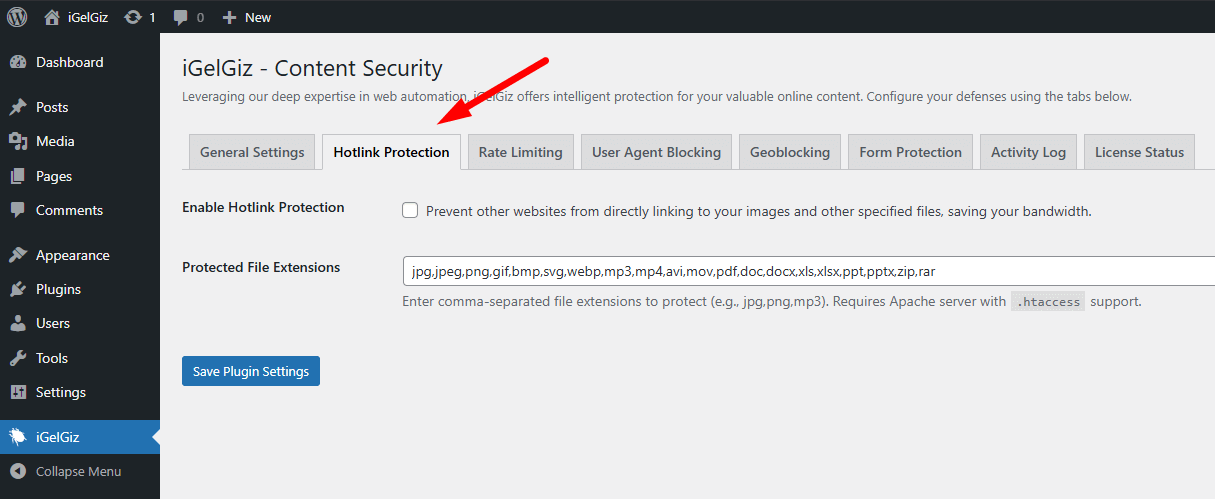 iGelGiz 1 0 New
Dashboard
Posts
Media
Pages
Comments
Appearance
Plugins
Users
Tools
Settings
iGelGiz
Collapse Menu
iGelGiz - Content Security
Leveraging our deep expertise in web automation, iGelGiz offers intelligent protection for your valuable online content. Configure your defenses using the tabs below.
General Settings Hotlink Protection Rate Limiting User Agent Blocking Geoblocking Form Protection Activity Log License Status
Enable Hotlink Protection Prevent other websites from directly linking to your images and other specified files, saving your bandwidth.
Protected File Extensions jpg,jpeg,png,gif,bmp,svg,webp,mp3,mp4,avi,mov,pdf,doc,docx,xls,xlsx,ppt,pptx,zip,rar
Enter comma-separated file extensions to protect (e.g., jpg,png,mp3). Requires Apache server with .htaccess support.
Save Plugin Settings